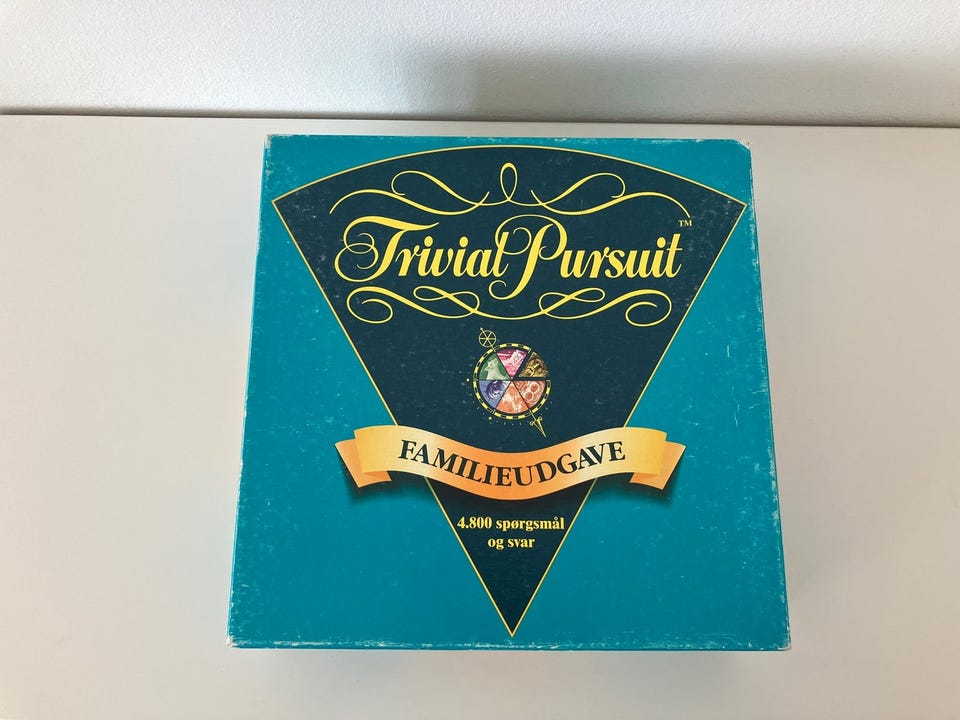 Trivial Pursuit™
FAMILIEUDGAVE
4.800 spørgsmål
og svar